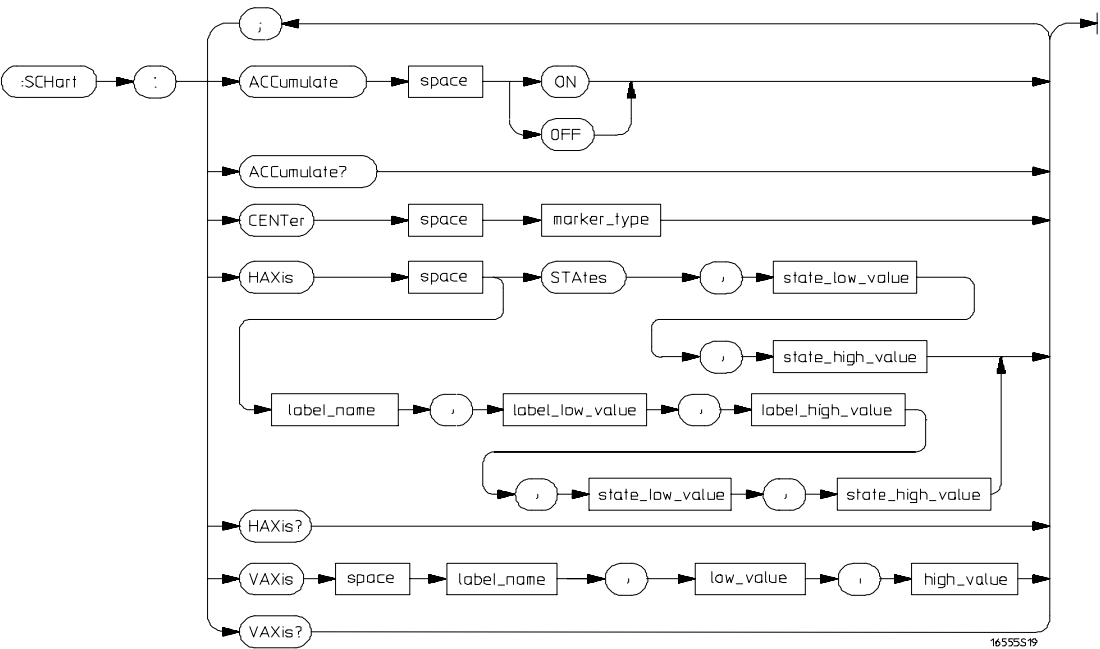 ;
:SCHart : ACCumulate space ON
OFF
ACCumulate?
CENTer space marker_type
HAXis space STAtes , state_low_value
, state_high_value
label_name , label_low_value , label_high_value
, state_low_value , state_high_value
HAXis?
VAXis space label_name , low_value , high_value
VAXis?
16555S19